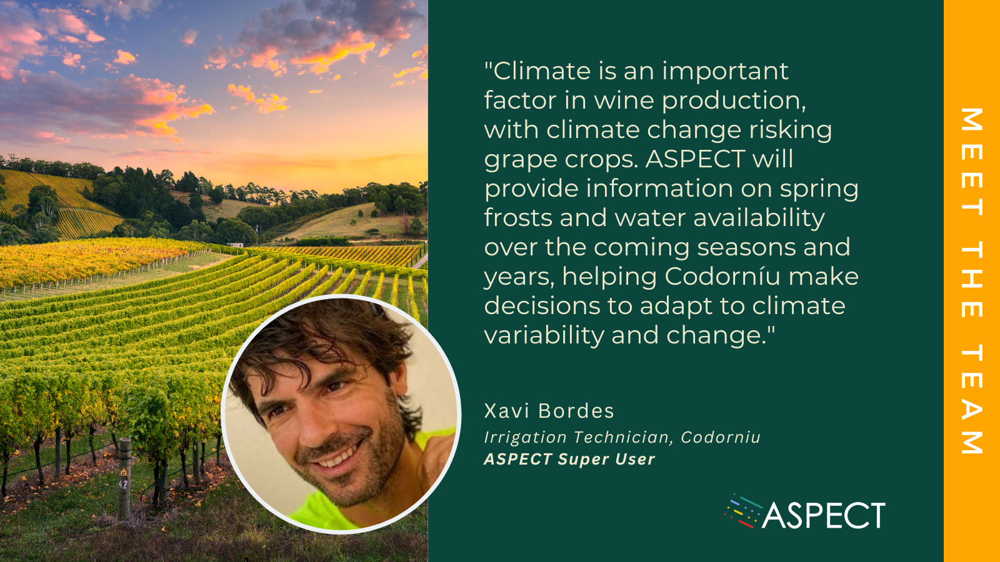 "Climate is an important
factor in wine production,
with climate change risking
grape crops. ASPECT will
provide information on spring
frosts and water availability
over the coming seasons and
years, helping Codorníu make
decisions to adapt to climate
variability and change."
Xavi Bordes
Irrigation Technician, Codorniu
ASPECT Super User
ASPECT
MEET THE TEAM